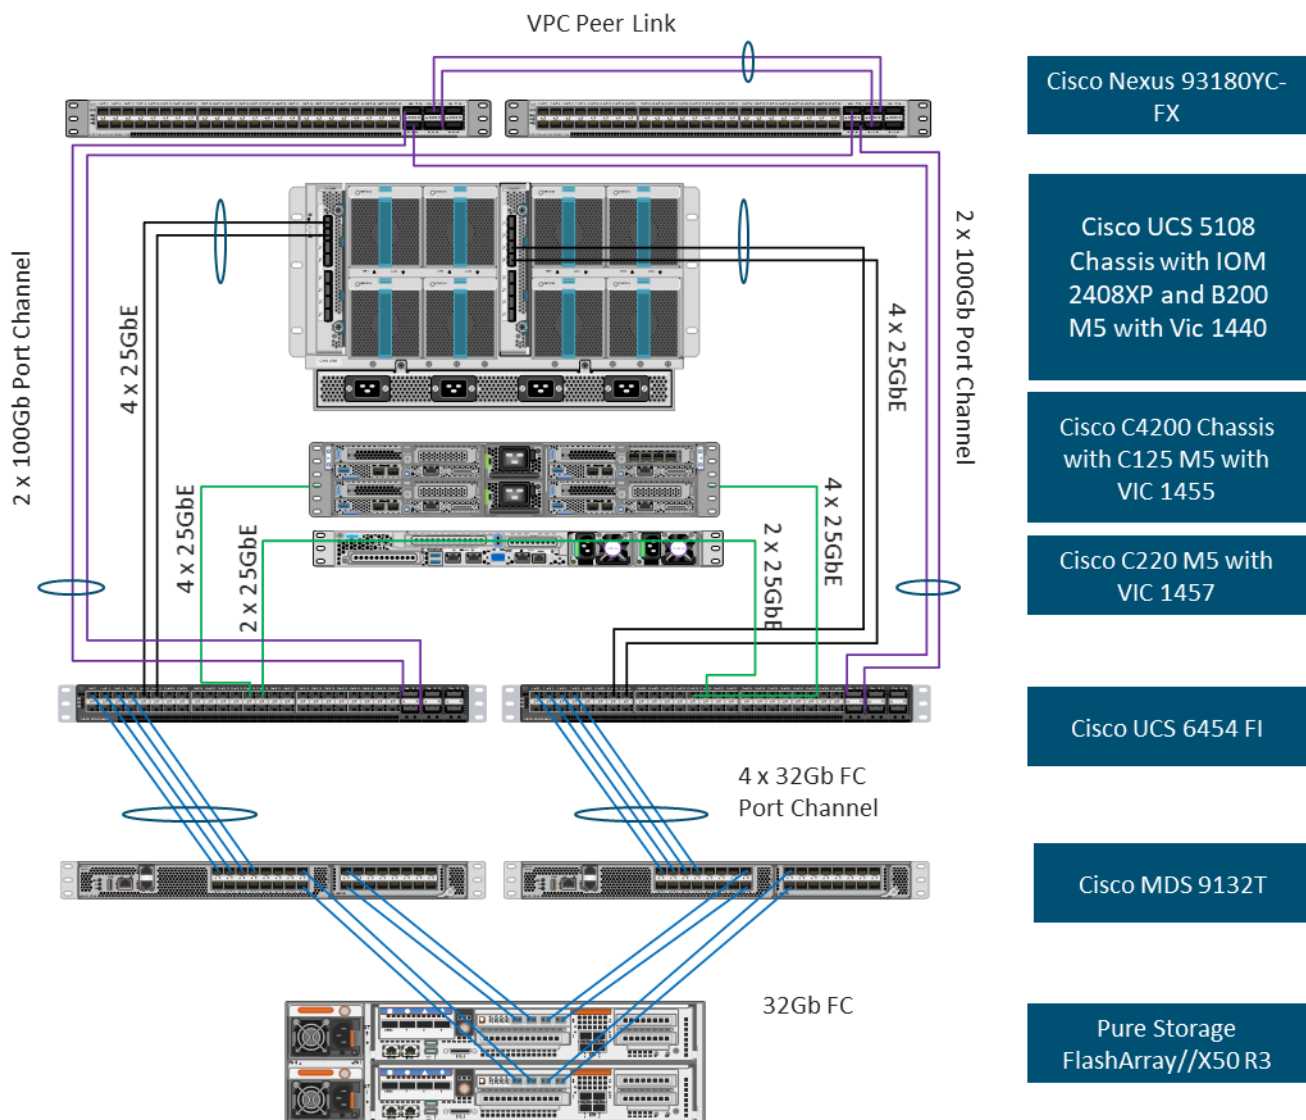 VPC Peer Link
Cisco Nexus 93180YC-
FX
Cisco UCS 5108
Chassis with IOM
2408XP and B200
M5 with Vic 1440
2 x 100Gb Port Channel
4 x 25GbE
4 x 25GbE
2 x 100Gb Port Channel
Cisco C4200 Chassis
with C125 M5 with
VIC 1455
4 x 25GbE
2 x 25GbE
2 x 25GbE
4 x 25GbE
Cisco C220 M5 with
VIC 1457
Cisco UCS 6454 FI
4 x 32Gb FC
Port Channel
Cisco MDS 9132T
32Gb FC
Pure Storage
FlashArray//X50 R3